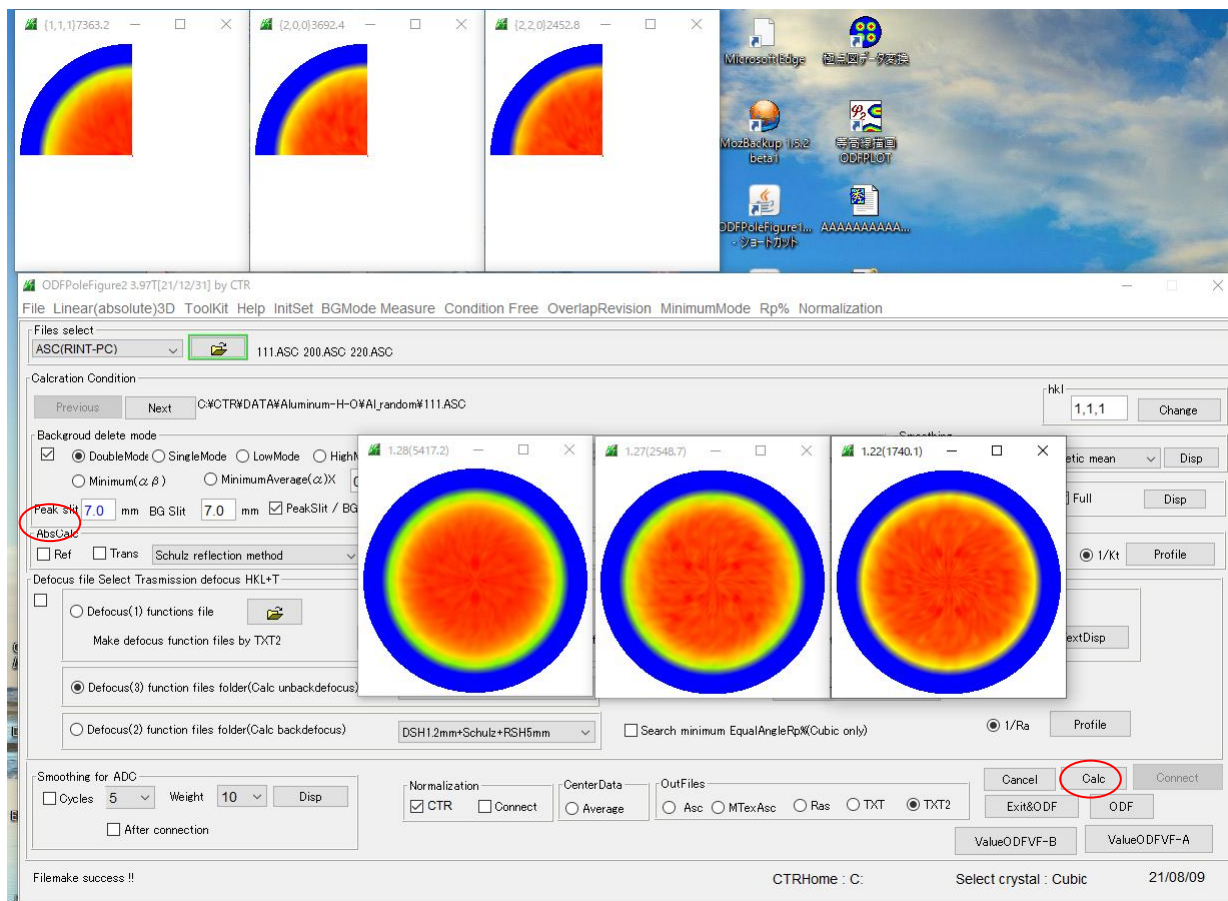 {1,1,1}7363.2
{2,0,0}3692.4
{2,2,0}2452.8
Microsoft Edge
極点図データ変換
MozBackup 1.5.2
beta1
等高線描画
ODFPLOT
ODFPoleFigure1...
- ショートカット
AAAAAAAAAA...
ODFPoleFigure2 3.97T[21/12/31] by CTR
File Linear(absolute)3D ToolKit Help InitSet BGMode Measure Condition Free OverlapRevision MinimumMode Rp% Normalization
Files select
ASC(RINT-PC)
111.ASC 200.ASC 220.ASC
Calcration Condition
Previous Next C:¥CTR¥DATA¥Aluminum-H-O¥Al_random¥111.ASC
hkl
1,1,1 Change
Backgroud delete mode
DoubleMode SingleMode LowMode HighM
1.28(5417.2)
1.27(2548.7)
1.22(1740.1)
etic mean Disp
Minimum(αβ) MinimumAverage(α)X
Peak slit 7.0 mm BG Slit 7.0 mm PeakSlit / BG
Full Disp
AbsCalc
Ref Trans Schulz reflection method
1/Kt Profile
Defocus file Select Trasmission defocus HKL+T
Defocus(1) functions file
Make defocus function files by TXT2
extDisp
Defocus(3) function files folder(Calc unbackdefocus)
Defocus(2) function files folder(Calc backdefocus)
DSH1.2mm+Schulz+RSH5mm
Search minimum EqualAngleRp%(Cubic only)
1/Ra Profile
Smoothing for ADC
Cycles 5 Weight 10 Disp
After connection
Normalization
CTR Connect
CenterData
Average
OutFiles
Asc MTexAsc Ras TXT TXT2
Cancel Calc Connect
Exit&ODF ODF
ValueODFVF-B ValueODFVF-A
Filemake success !!
CTRHome : C:
Select crystal : Cubic
21/08/09